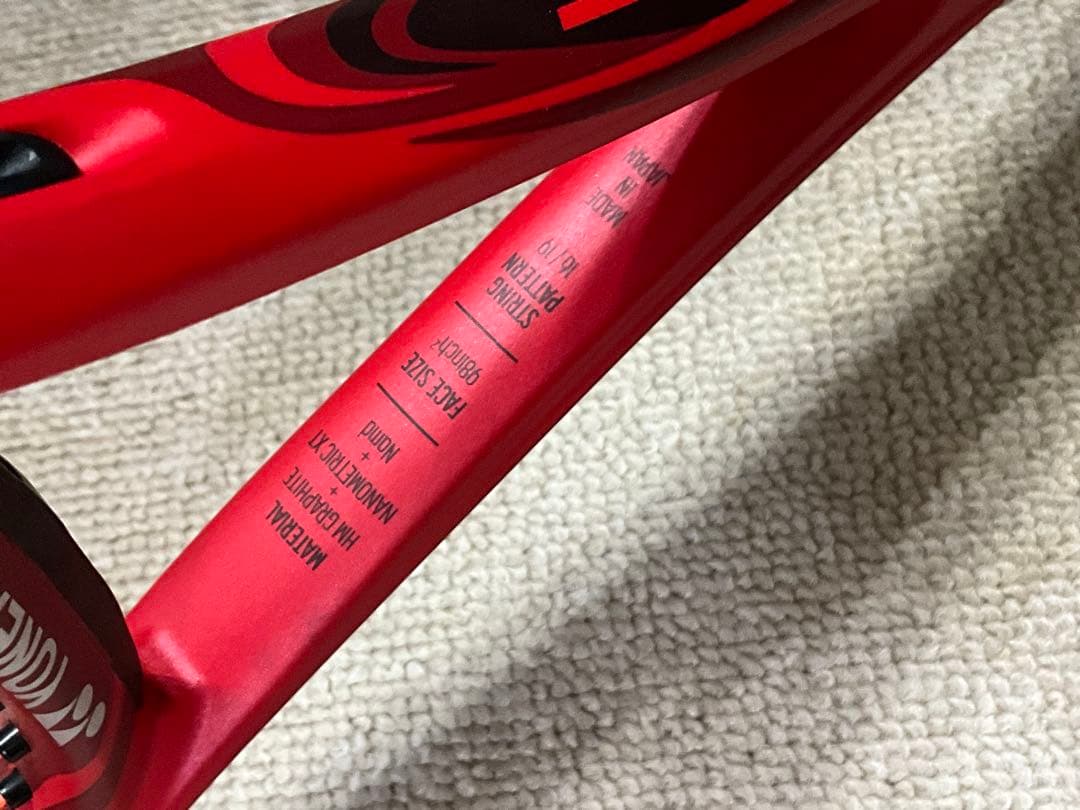 MATERIAL
HM GRAPHITE
+
NANOMETRIC XT
+
Namd
FACE SIZE
98inch²
STRING
PATTERN
16/19
MADE
IN
JAPAN